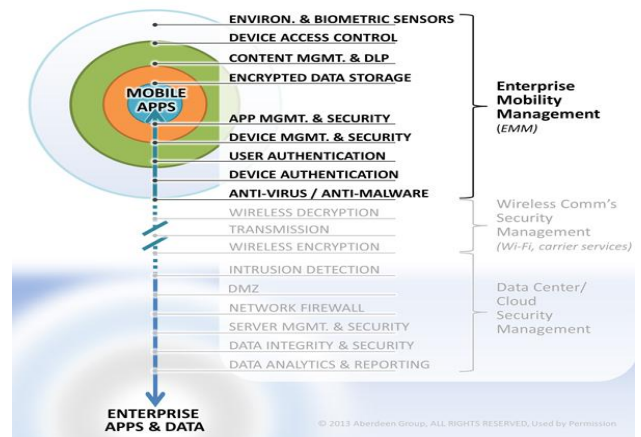 ENVIRON. & BIOMETRIC SENSORS
DEVICE ACCESS CONTROL
CONTENT MGMT. & DLP
ENCRYPTED DATA STORAGE
MOBILE
APPS
APP MGMT. & SECURITY
DEVICE MGMT. & SECURITY
USER AUTHENTICATION
DEVICE AUTHENTICATION
ANTI-VIRUS / ANTI-MALWARE
Enterprise
Mobility
Management
(EMM)
WIRELESS DECRYPTION
TRANSMISSION
WIRELESS ENCRYPTION
Wireless Comm's
Security
Management
(Wi-Fi, carrier services)
INTRUSION DETECTION
DMZ
NETWORK FIREWALL
SERVER MGMT. & SECURITY
DATA INTEGRITY & SECURITY
DATA ANALYTICS & REPORTING
Data Center/
Cloud
Security
Management
ENTERPRISE
APPS & DATA
© 2013 Aberdeen Group, ALL RIGHTS RESERVED, Used by Permission